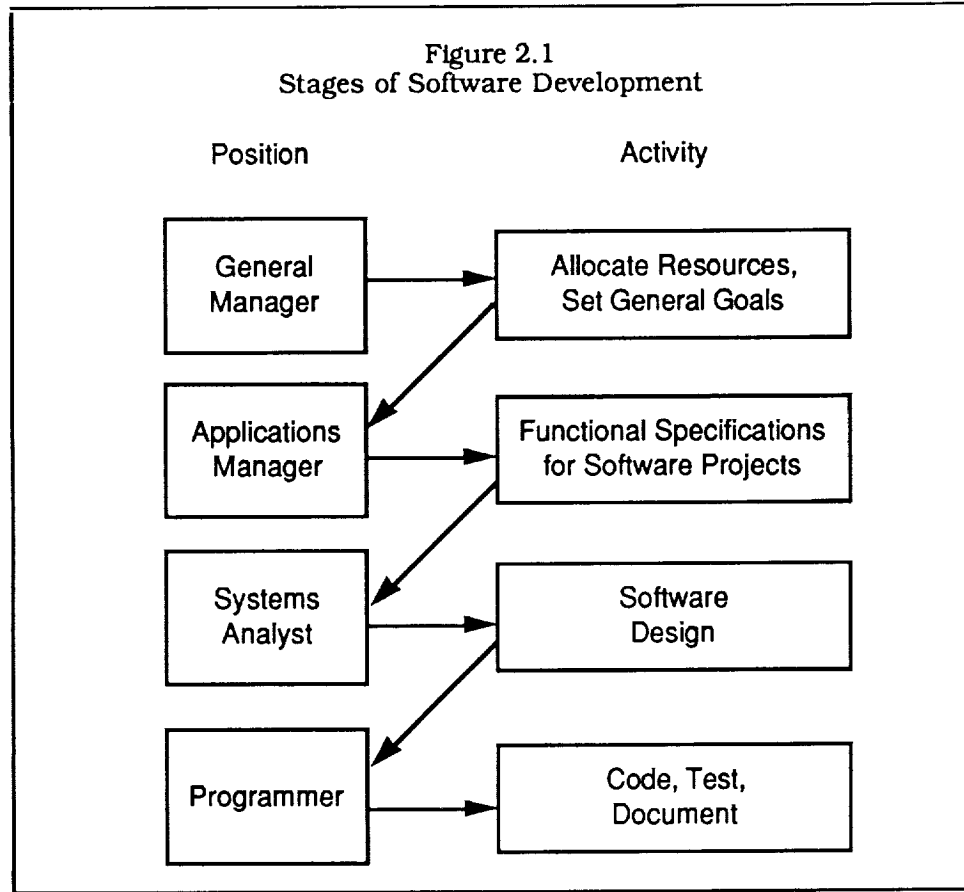 Figure 2.1
Stages of Software Development
Position
Activity
General
Manager
Allocate Resources,
Set General Goals
Applications
Manager
Functional Specifications
for Software Projects
Systems
Analyst
Software
Design
Programmer
Code, Test,
Document